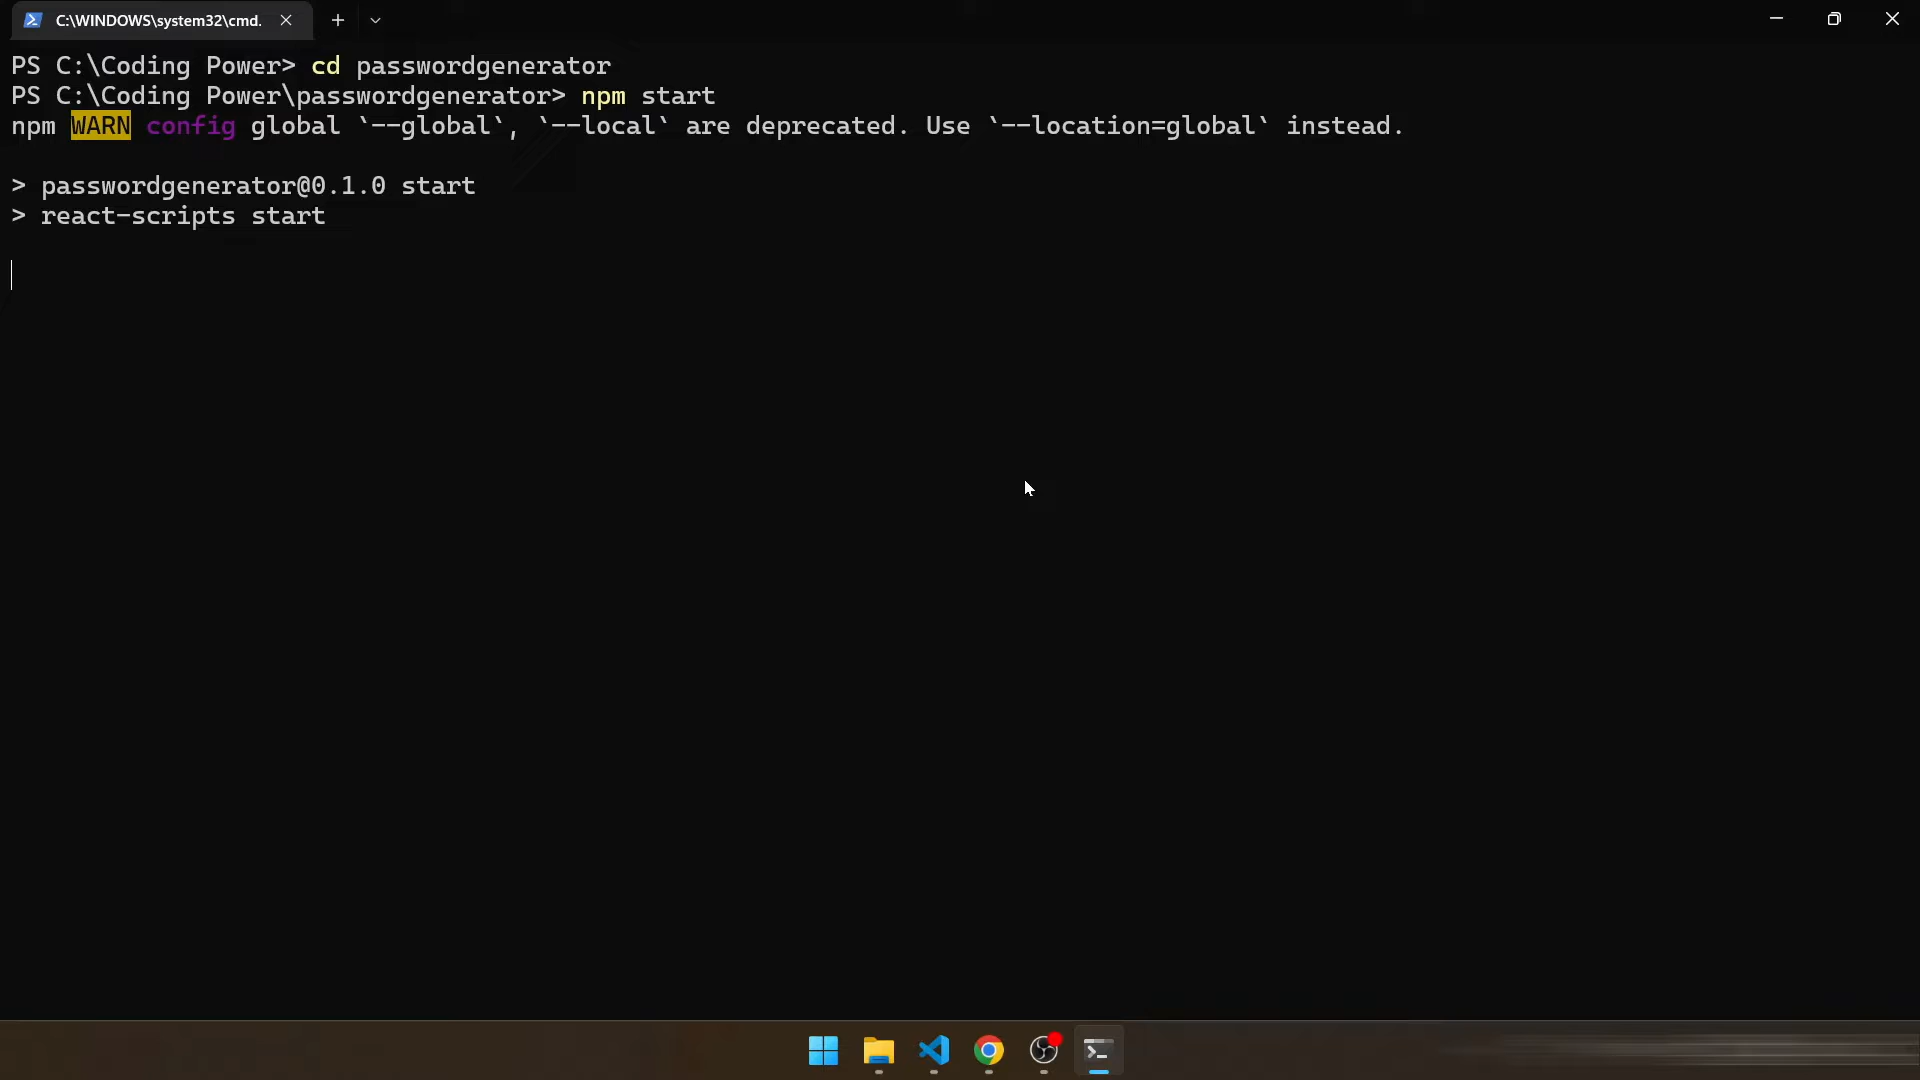 C:\WINDOWS\system32\cmd.
PS C:\Coding Power> cd passwordgenerator
PS C:\Coding Power\passwordgenerator> npm start
npm WARN config global `--global`, `--local` are deprecated. Use `--location=global` instead.
> passwordgenerator@0.1.0 start
> react-scripts start